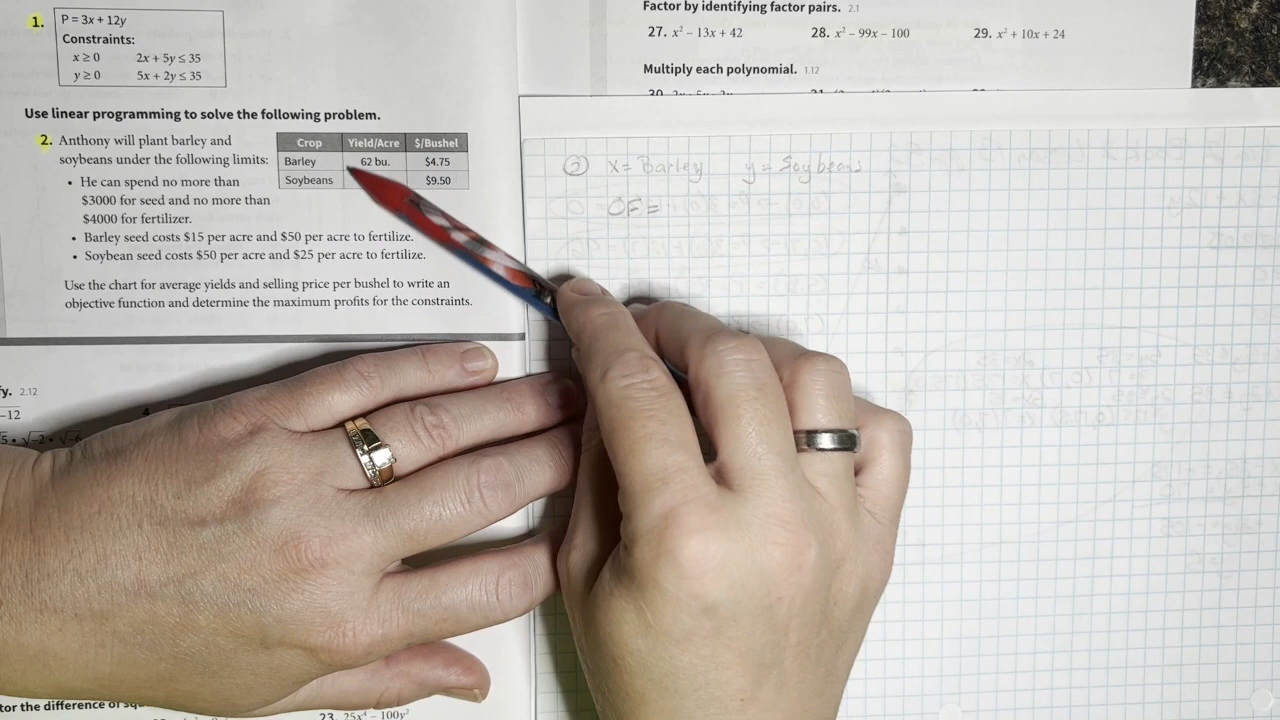 1.
P = 3x + 12y
Constraints:
x ≥ 0 2x + 5y ≤ 35
y ≥ 0 5x + 2y ≤ 35
Use linear programming to solve the following problem.
2. Anthony will plant barley and
soybeans under the following limits:
• He can spend no more than
$3000 for seed and no more than
$4000 for fertilizer.
• Barley seed costs $15 per acre and $50 per acre to fertilize.
• Soybean seed costs $50 per acre and $25 per acre to fertilize.
Crop Yield/Acre $/Bushel
Barley 62 bu. $4.75
Soybeans $9.50
Use the chart for average yields and selling price per bushel to write an
objective function and determine the maximum profits for the constraints.
2.12
−12
4
23. 25x⁴ − 100y²
Factor by identifying factor pairs. 2.1
27. x² − 13x + 42 28. x² − 99x − 100 29. x² + 10x + 24
Multiply each polynomial. 1.12
② x = Barley y = Soybeans
OF =